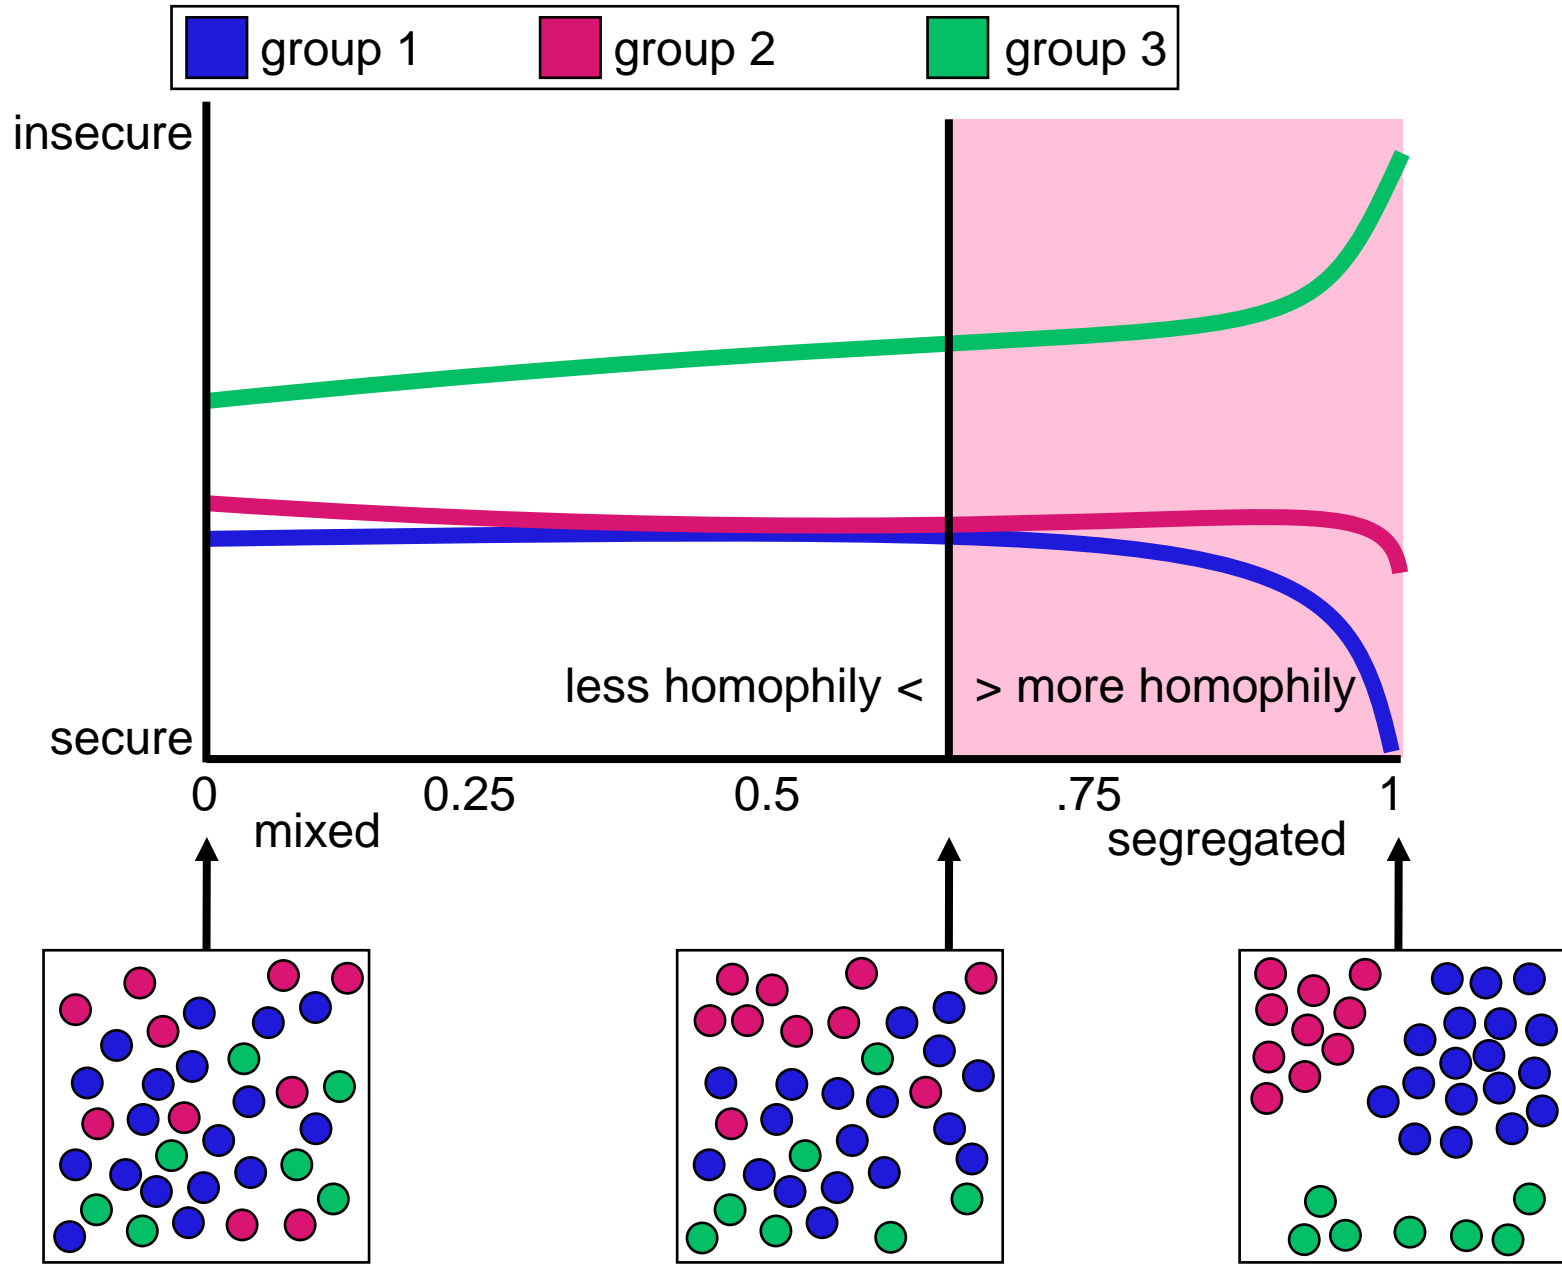 group 1 group 2 group 3
insecure
less homophily < > more homophily
secure
0 0.25 0.5 .75 1
mixed segregated